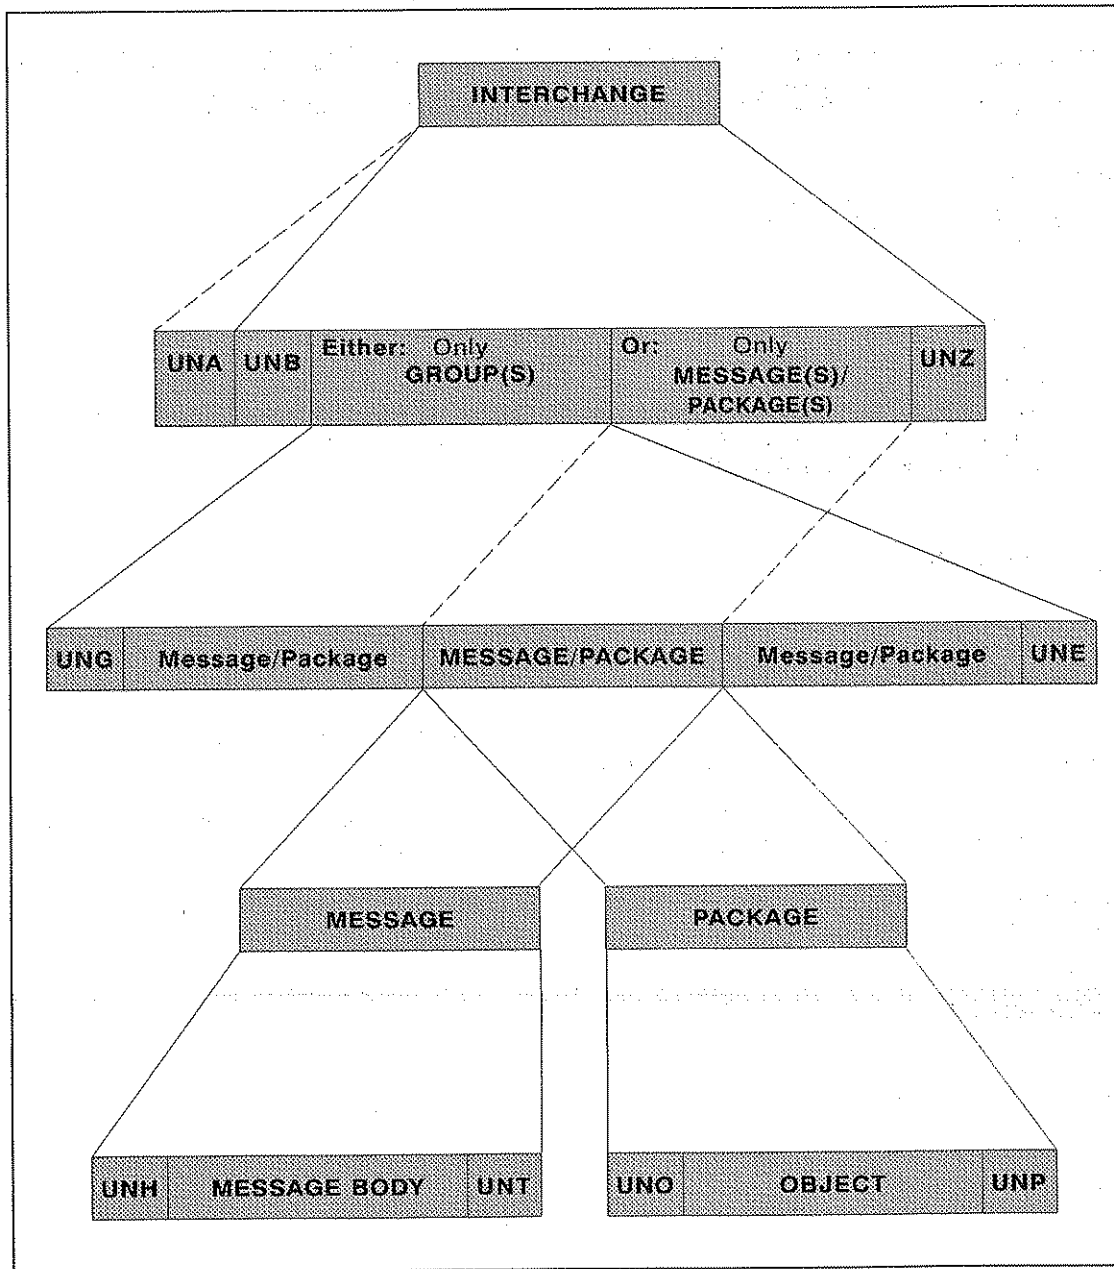 INTERCHANGE
UNA UNB Either: Only GROUP(S) Or: Only MESSAGE(S)/ PACKAGE(S) UNZ
UNG Message/Package MESSAGE/PACKAGE Message/Package UNE
MESSAGE PACKAGE
UNH MESSAGE BODY UNT UNO OBJECT UNP